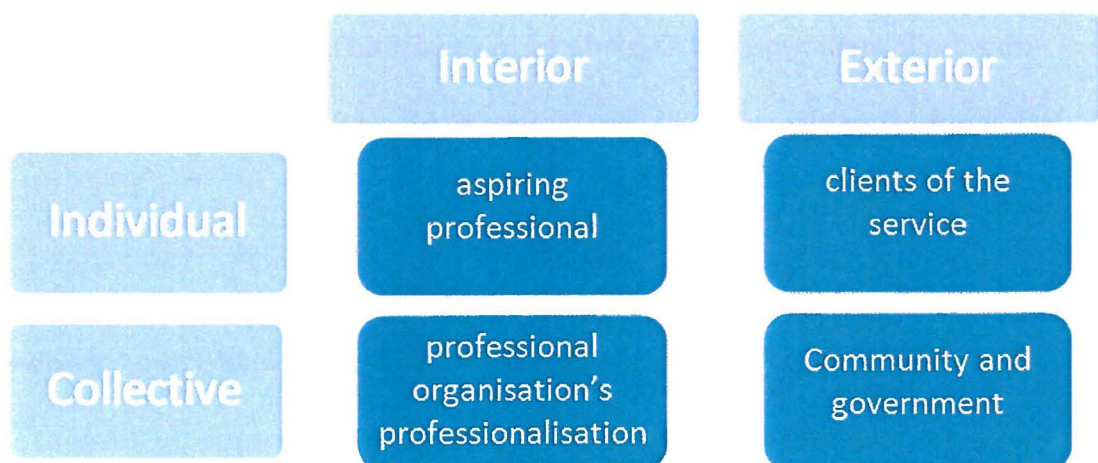 Interior
Exterior
Individual
aspiring
professional
clients of the
service
Collective
professional
organisation's
professionalisation
Community and
government